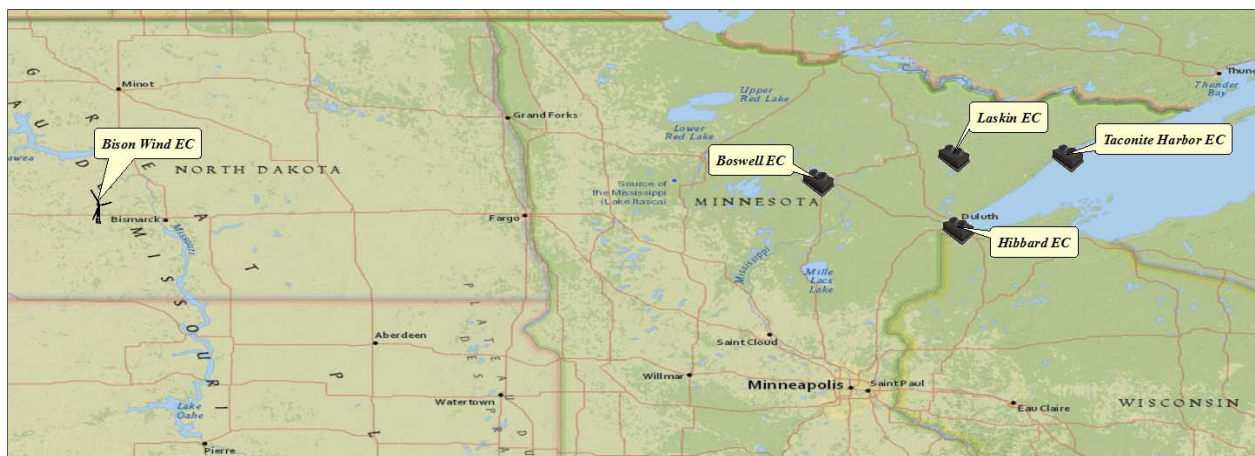 Thunder
Bay
Minot
Upper
Red Lake
Grand Forks
Lower
Red Lake
Laskin EC
Taconite Harbor EC
Bison Wind EC
Boswell EC
NORTH DAKOTA
Source of
the Mississippi
(Lake Itasca)
MINNESOTA
Bismarck
Fargo
Duluth
Hibbard EC
Missouri
Mississippi
Mille
Lacs
Lake
Aberdeen
Saint Cloud
Willmar
Minneapolis
Saint Paul
Watertown
Eau Claire
WISCONSIN
Lake
Oahe
Pierre
MISSOURI